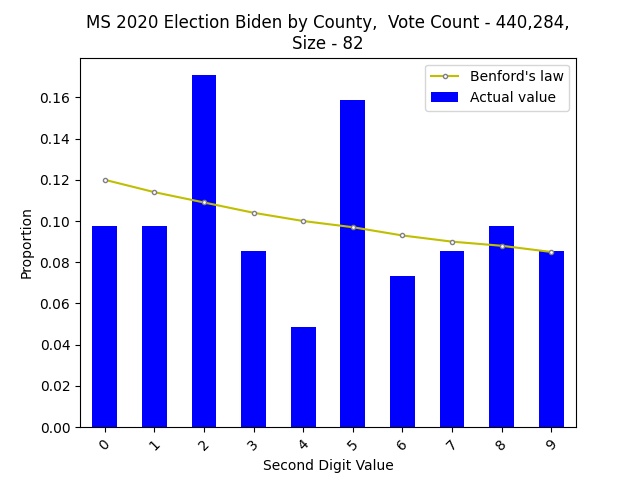 MS 2020 Election Biden by County,  Vote Count - 440,284,
Size - 82
Benford's law
Actual value
Proportion
0.16
0.14
0.12
0.10
0.08
0.06
0.04
0.02
0.00
0 1 2 3 4 5 6 7 8 9
Second Digit Value